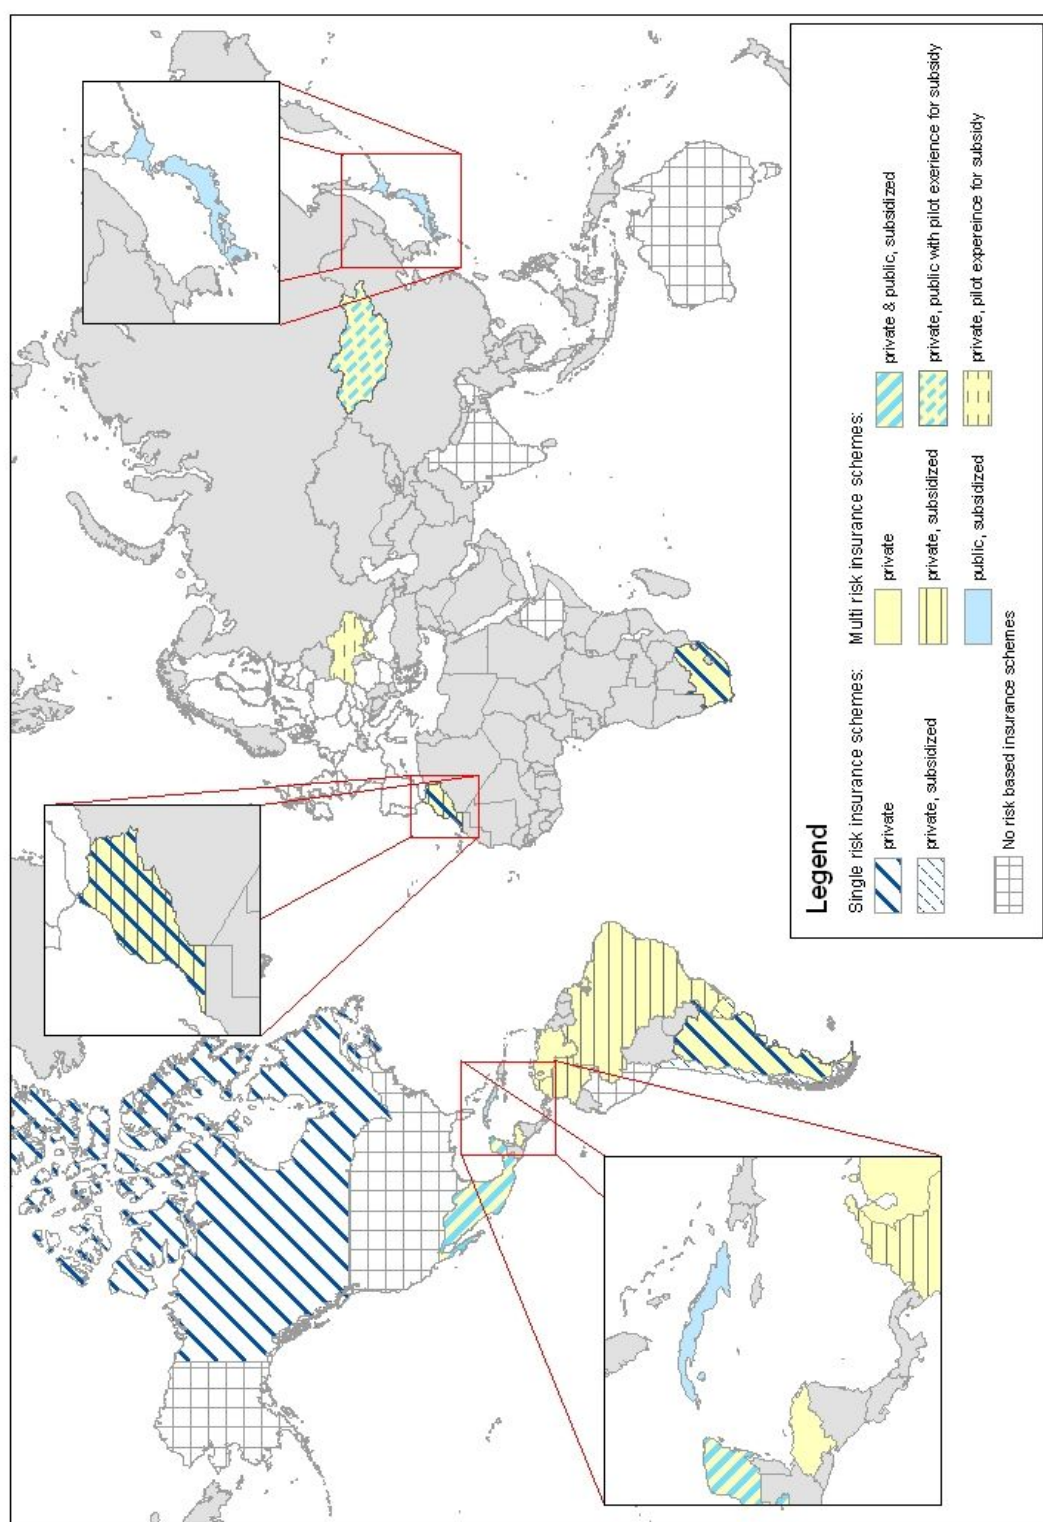 Legend
Single risk insurance schemes:
private
private, subsidized
No risk based insurance schemes
Multi risk insurance schemes:
private
private, subsidized
public, subsidized
private & public, subsidized
private, public with pilot exerience for subsidy
private, pilot expereince for subsidy